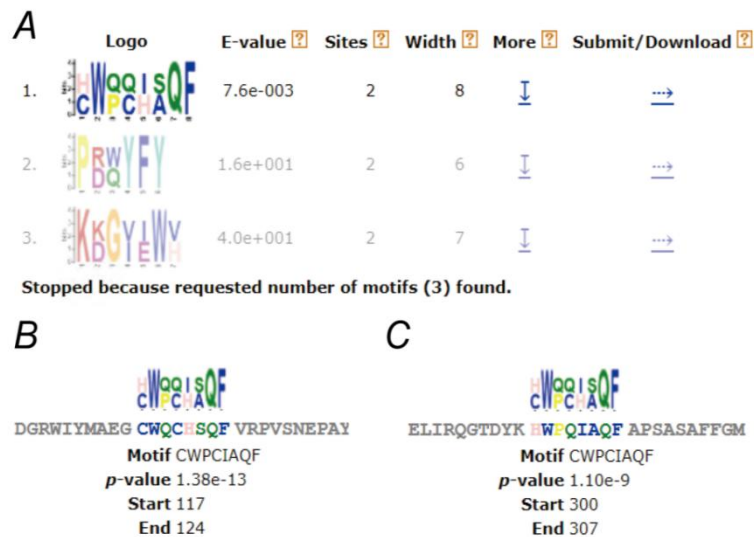 A
Logo E-value ? Sites ? Width ? More ? Submit/Download ?
1. 7.6e-003 2 8
2. 1.6e+001 2 6
3. 4.0e+001 2 7
Stopped because requested number of motifs (3) found.
B
DGRWIYMAEG CWQCHSQF VRPVSNEPAY
Motif CWPCIAQF
p-value 1.38e-13
Start 117
End 124
C
ELIRQGTDYK HWPQIAQF APSASAFFGM
Motif CWPCIAQF
p-value 1.10e-9
Start 300
End 307